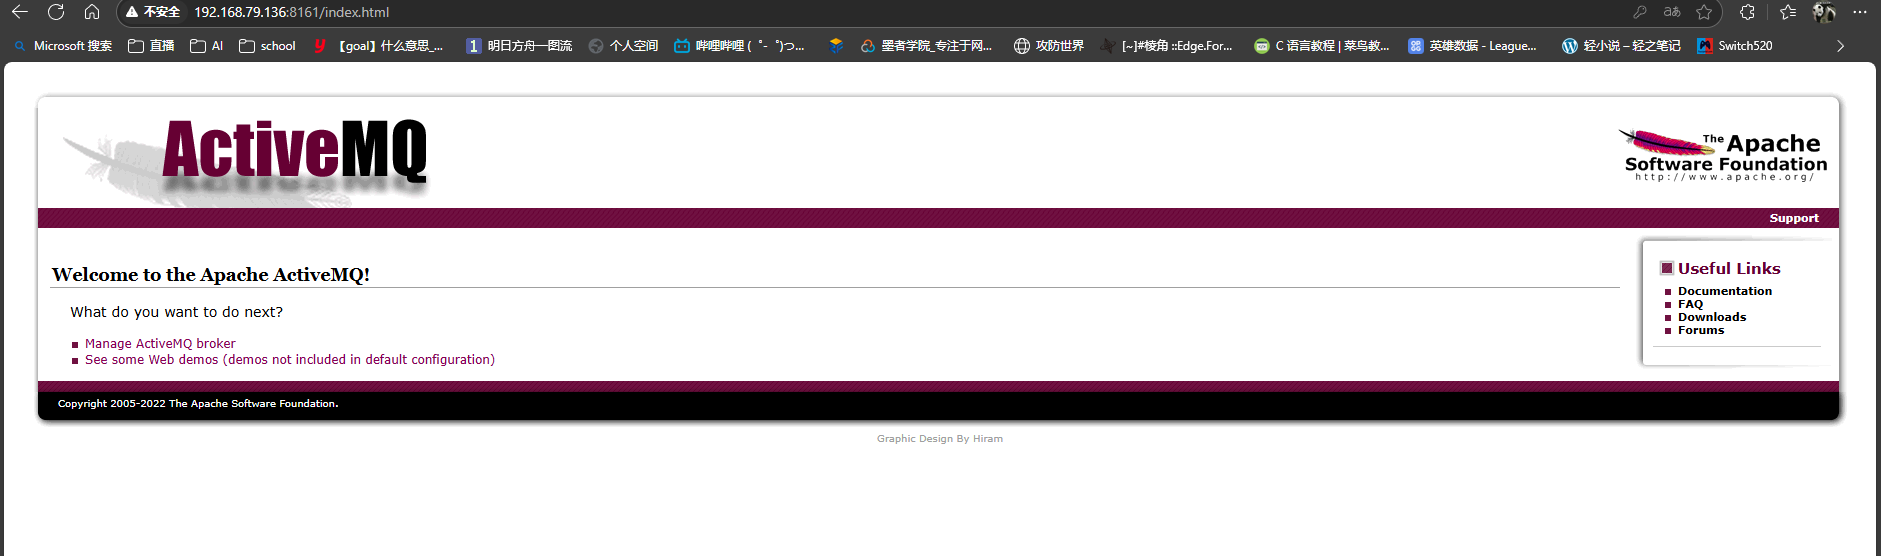 不安全 192.168.79.136:8161/index.html
Microsoft 搜索 直播 AI school 【goal】什么意思_... 明日方舟一图流 个人空间 哔哩哔哩 (゜-゜)つ... 墨者学院_专注于网... 攻防世界 [~]#棱角 ::Edge.For... C 语言教程 | 菜鸟教... 英雄数据 - League... 轻小说 – 轻之笔记 Switch520
ActiveMQ
The Apache
Software Foundation
http://www.apache.org/
Support
Welcome to the Apache ActiveMQ!
What do you want to do next?
Manage ActiveMQ broker
See some Web demos (demos not included in default configuration)
Useful Links
Documentation
FAQ
Downloads
Forums
Copyright 2005-2022 The Apache Software Foundation.
Graphic Design By Hiram